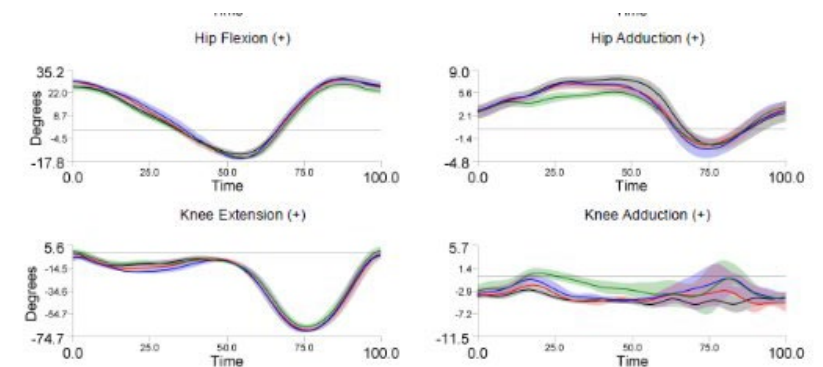 Time Time
Hip Flexion (+) Hip Adduction (+)
35.2 9.0
22.0 5.6
8.7 2.1
Degrees
-4.5 -1.4
-17.8 -4.8
0.0 25.0 50.0 75.0 100.0 0.0 25.0 50.0 75.0 100.0
Time Time
Knee Extension (+) Knee Adduction (+)
5.6 5.7
-14.5 1.4
Degrees
-34.6 -2.9
-54.7 -7.2
-74.7 -11.5
0.0 25.0 50.0 75.0 100.0 0.0 25.0 50.0 75.0 100.0
Time Time